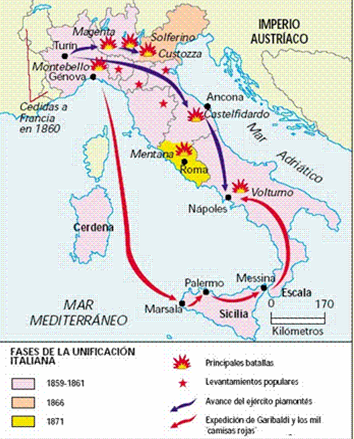 Magenta
Solferino
IMPERIO
AUSTRÍACO
Turín
Custozza
Montebello
Génova
Cedidas a
Francia
en 1860
Ancona
Castelfidardo
Mar
Adriático
Mentana
Roma
Volturno
Nápoles
Cerdena
Palermo
Messina
Marsala
Sicilia
Escala
0 170
Kilómetros
MAR
MEDITERRÁNEO
FASES DE LA UNIFICACIÓN
ITALIANA
1859-1861
1866
1871
Principales batallas
Levantamientos populares
Avance del ejército piamontés
Expedición de Garibaldi y los mil
"camisas rojas"